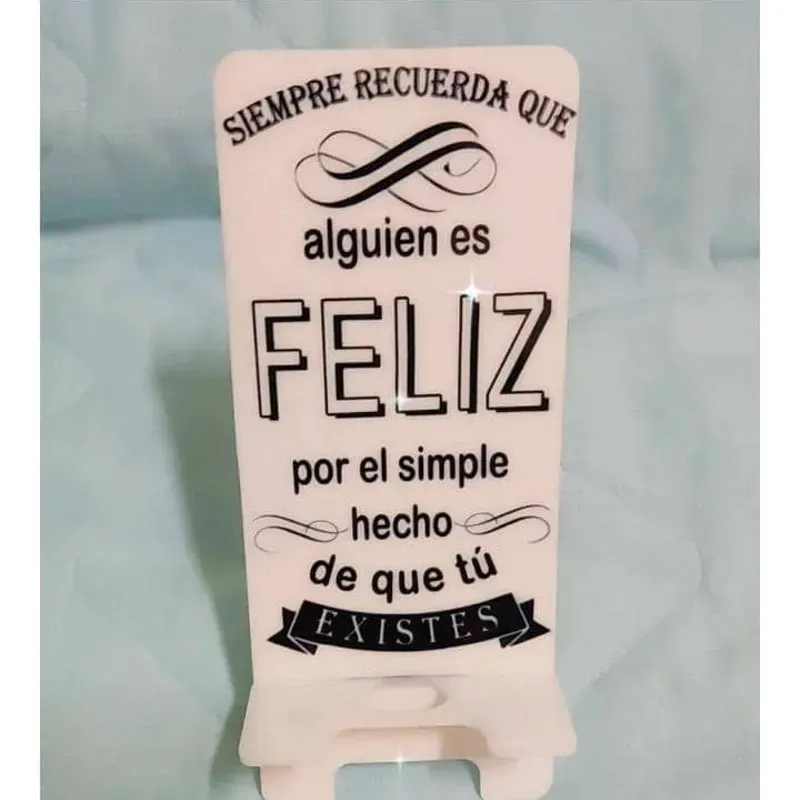 SIEMPRE RECUERDA QUE
alguien es
FELIZ
por el simple
hecho
de que tú
EXISTES